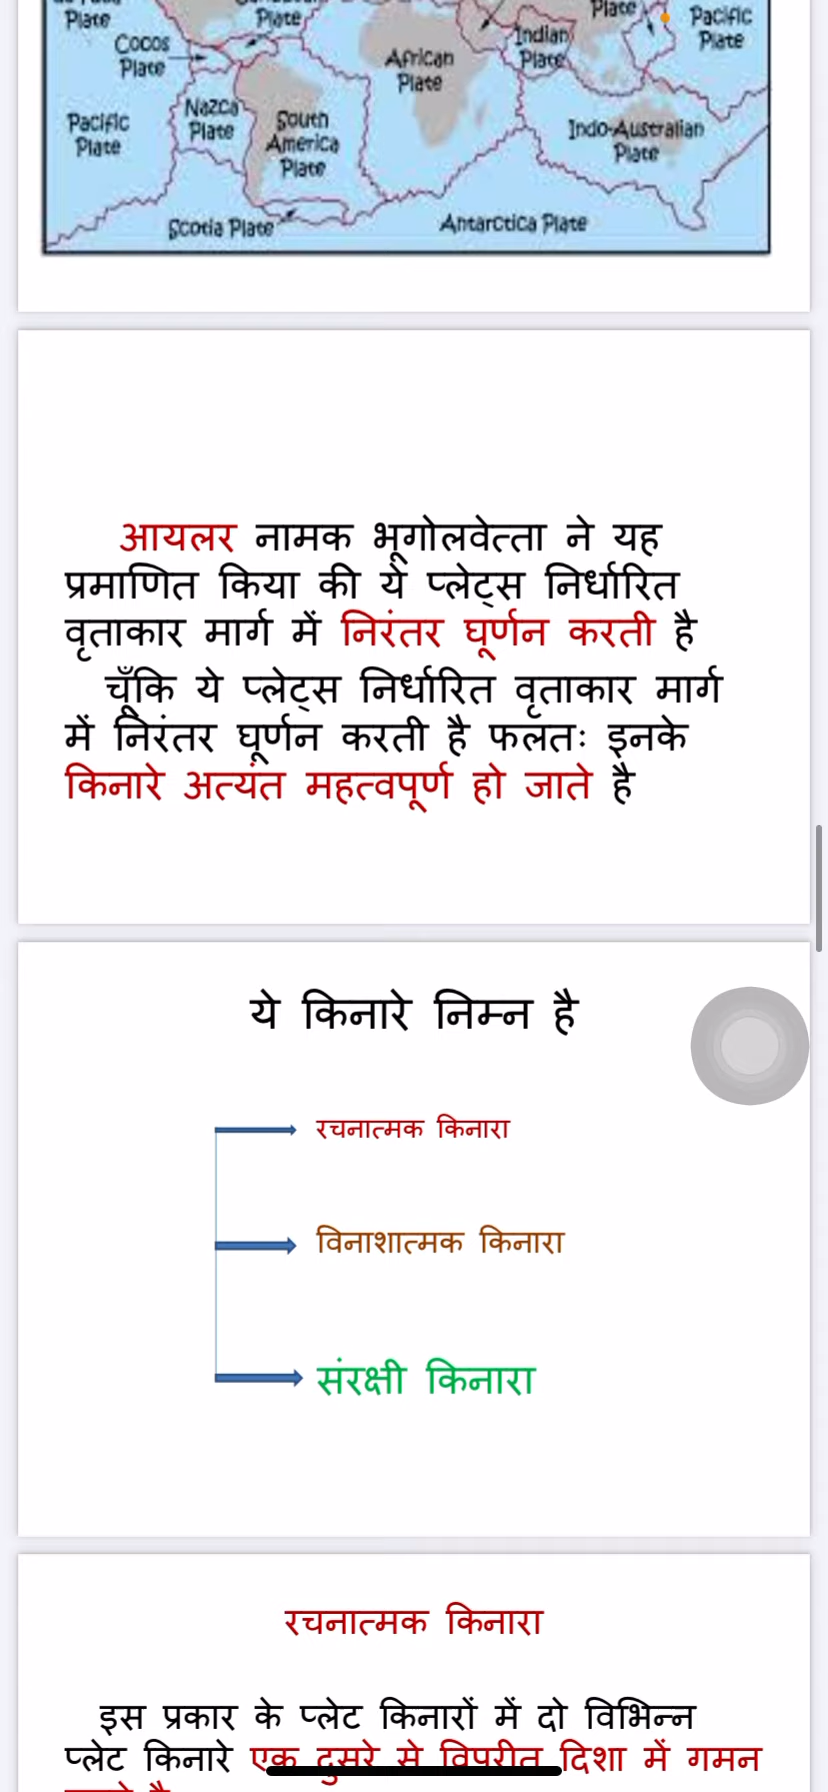 Plate
Plate
Plate
Pacific
Plate
Cocos
Plate
African
Plate
Indian
Plate
Pacific
Plate
Nazca
Plate
South
America
Plate
Indo-Australian
Plate
Scotia Plate
Antarctica Plate
आयलर नामक भूगोलवेत्ता ने यह
प्रमाणित किया की ये प्लेट्स निर्धारित
वृताकार मार्ग में निरंतर घूर्णन करती है
चूँकि ये प्लेट्स निर्धारित वृताकार मार्ग
में निरंतर घूर्णन करती है फलतः इनके
किनारे अत्यंत महत्वपूर्ण हो जाते है
ये किनारे निम्न है
रचनात्मक किनारा
विनाशात्मक किनारा
संरक्षी किनारा
रचनात्मक किनारा
इस प्रकार के प्लेट किनारों में दो विभिन्न
प्लेट किनारे एक दुसरे से विपरीत दिशा में गमन